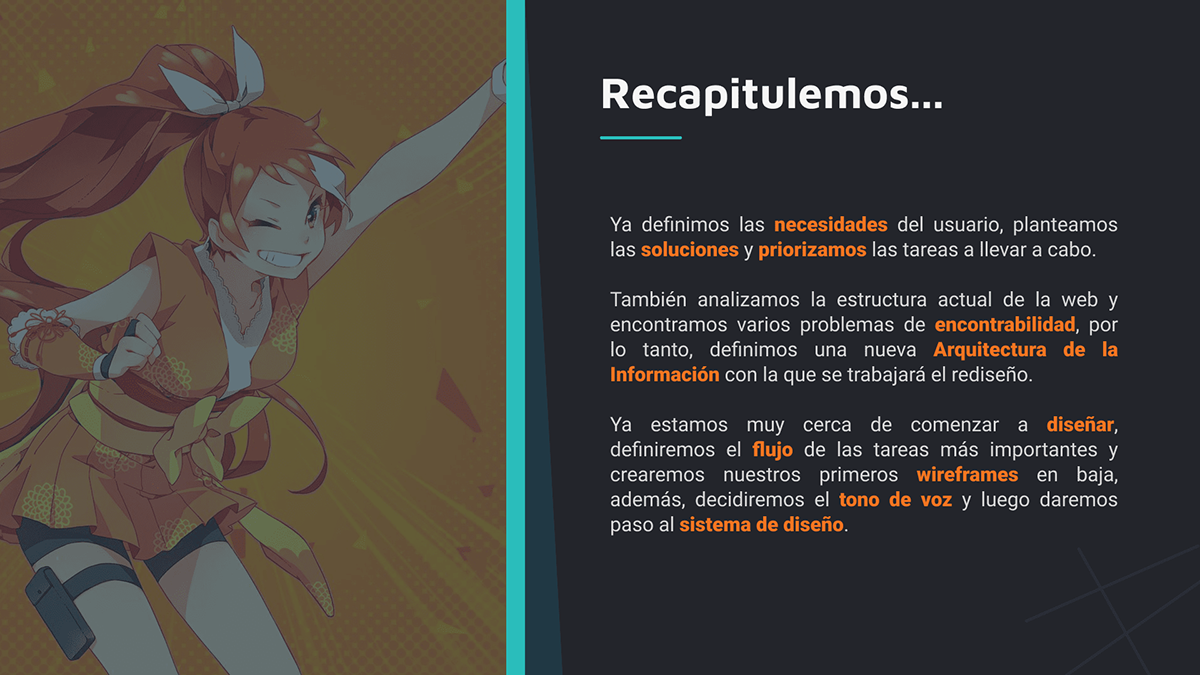 Recapitulemos...
Ya definimos las necesidades del usuario, planteamos
las soluciones y priorizamos las tareas a llevar a cabo.
También analizamos la estructura actual de la web y
encontramos varios problemas de encontrabilidad, por
lo tanto, definimos una nueva Arquitectura de la
Información con la que se trabajará el rediseño.
Ya estamos muy cerca de comenzar a diseñar,
definiremos el flujo de las tareas más importantes y
crearemos nuestros primeros wireframes en baja,
además, decidiremos el tono de voz y luego daremos
paso al sistema de diseño.